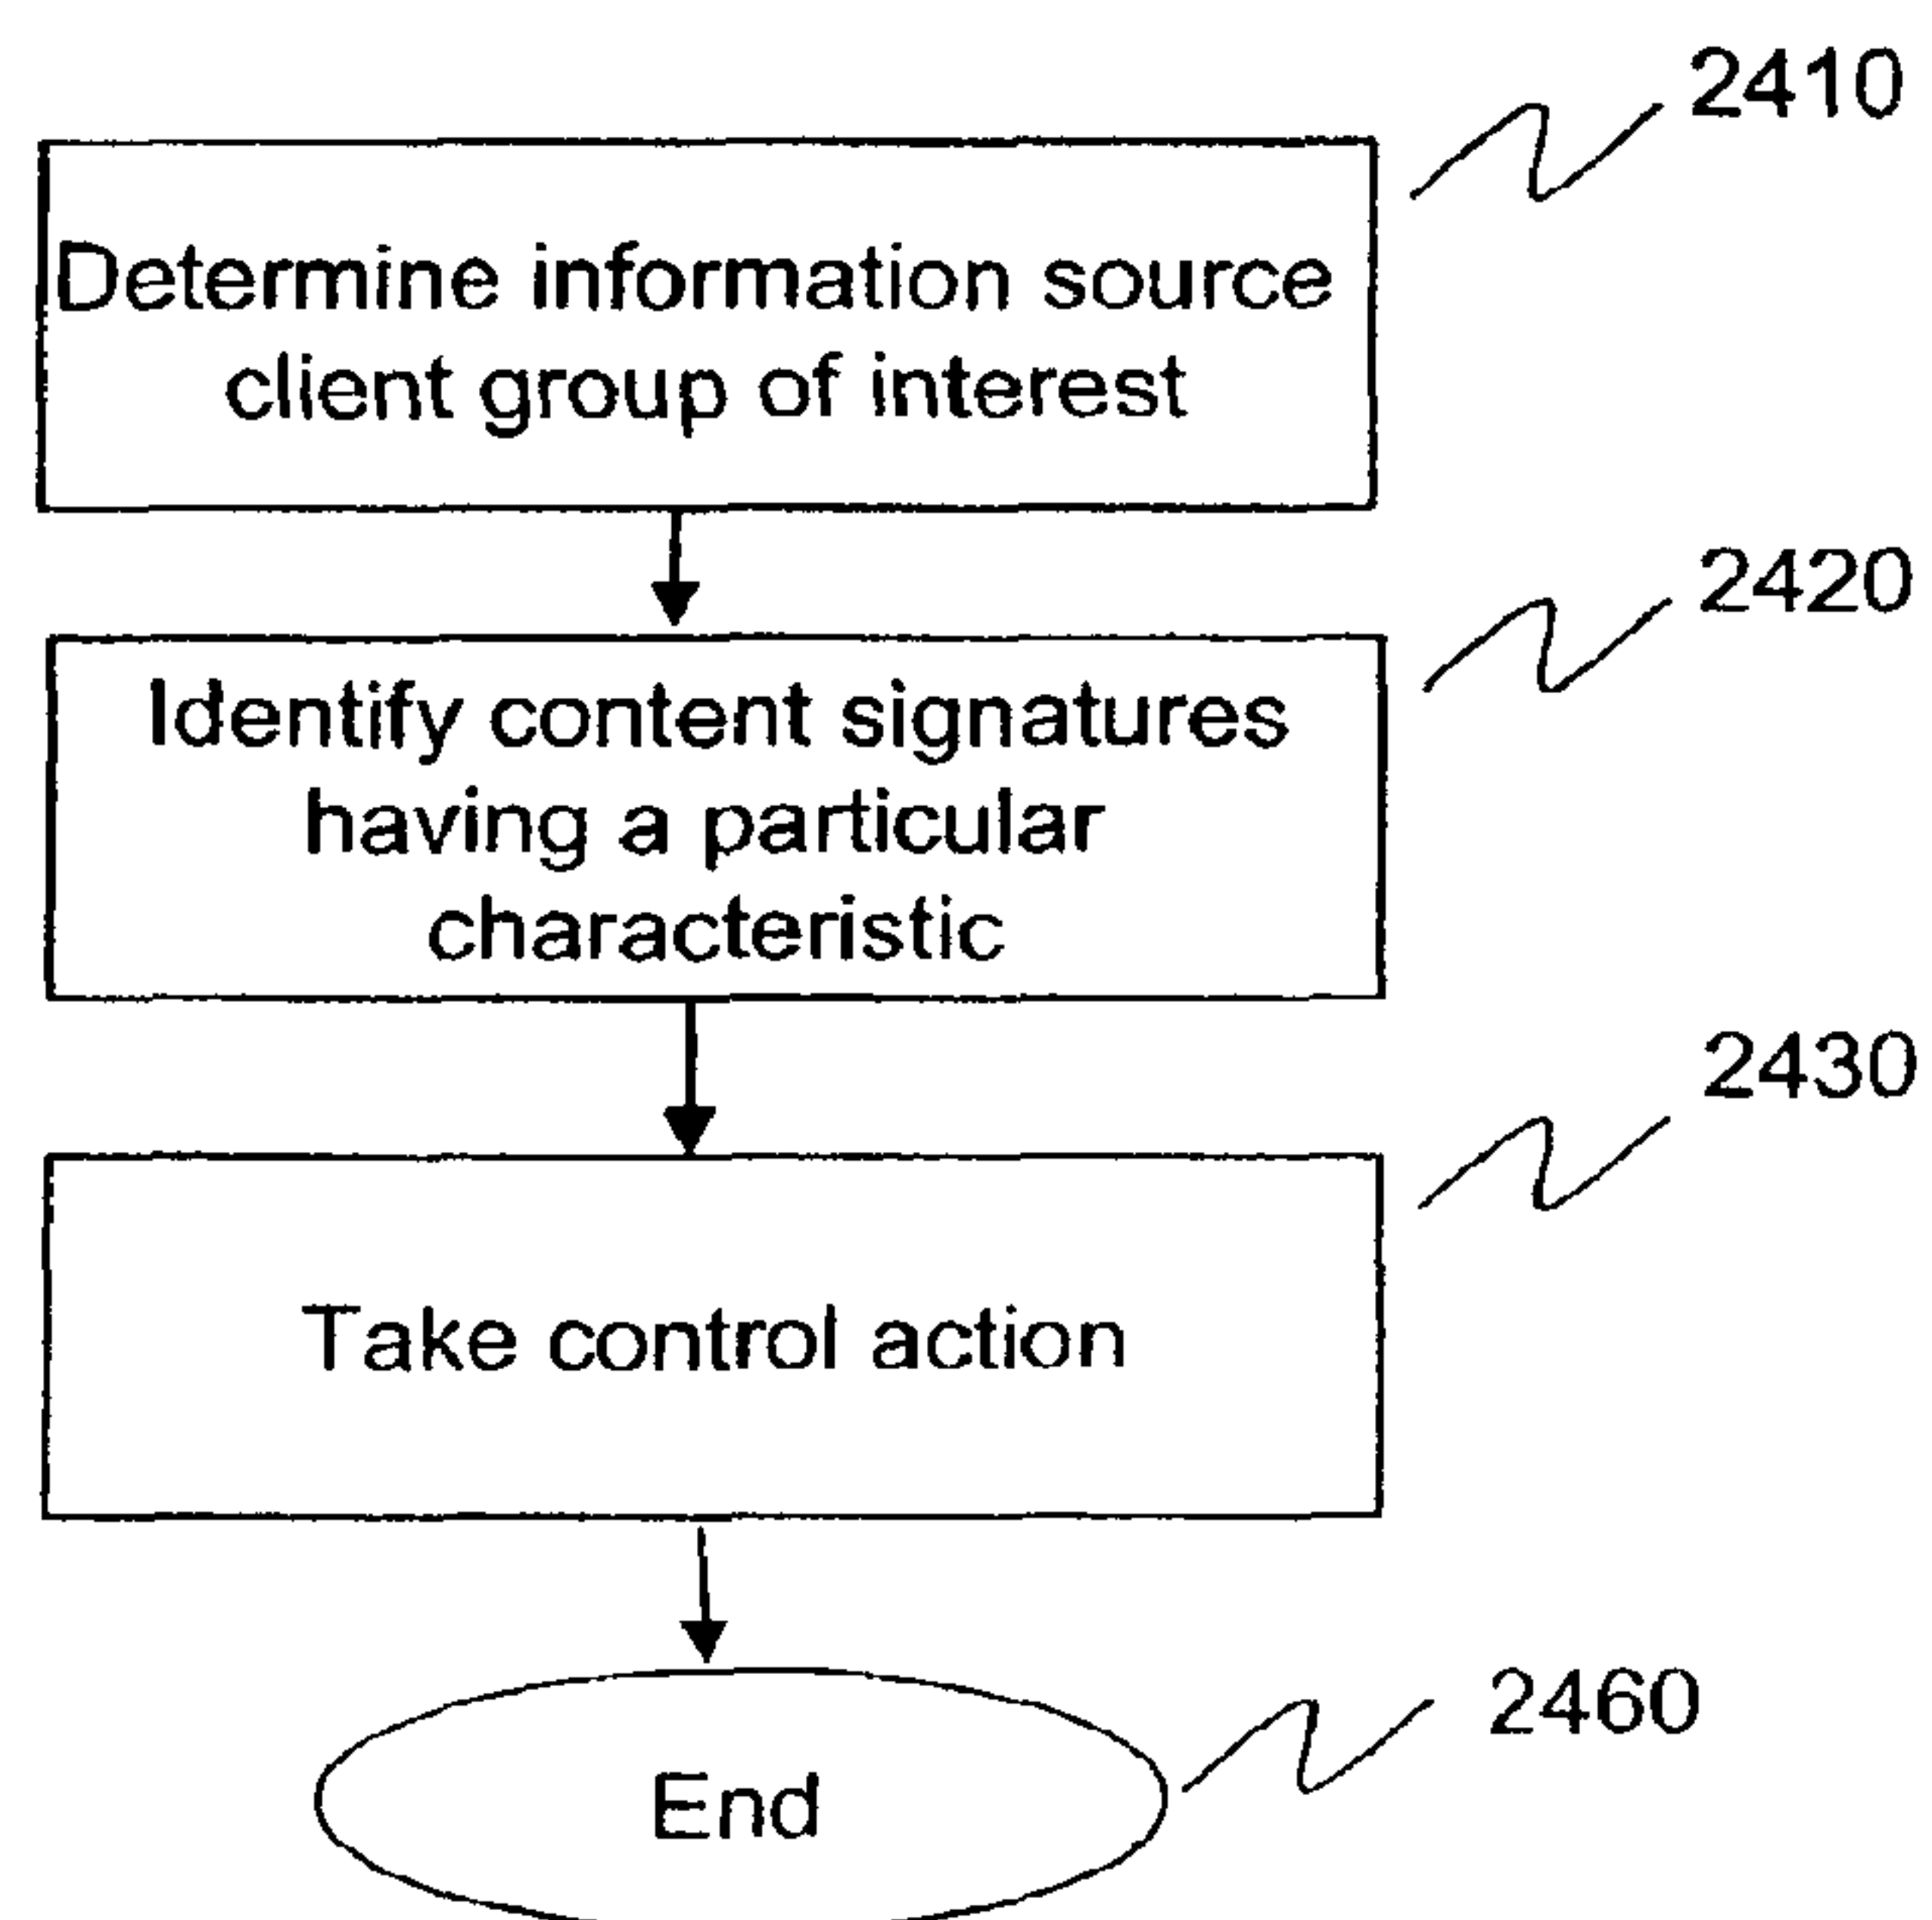 2410
Determine information source
client group of interest
2420
Identify content signatures
having a particular
characteristic
2430
Take control action
2460
End